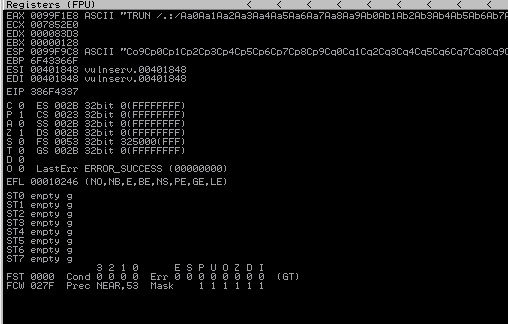 Registers (FPU) < < < < < <
EAX 0099F1E8 ASCII "TRUN /.:/Aa0Aa1Aa2Aa3Aa4Aa5Aa6Aa7Aa8Aa9Ab0Ab1Ab2Ab3Ab4Ab5Ab6Ab7A
ECX 007852E0
EDX 000083D3
EBX 00000128
ESP 0099F9C8 ASCII "Co9Cp0Cp1Cp2Cp3Cp4Cp5Cp6Cp7Cp8Cp9Cq0Cq1Cq2Cq3Cq4Cq5Cq6Cq7Cq8Cq9C
EBP 6F43366F
ESI 00401848 vulnserv.00401848
EDI 00401848 vulnserv.00401848
EIP 386F4337
C 0 ES 002B 32bit 0(FFFFFFFF)
P 1 CS 0023 32bit 0(FFFFFFFF)
A 0 SS 002B 32bit 0(FFFFFFFF)
Z 1 DS 002B 32bit 0(FFFFFFFF)
S 0 FS 0053 32bit 325000(FFF)
T 0 GS 002B 32bit 0(FFFFFFFF)
D 0
O 0 LastErr ERROR_SUCCESS (00000000)
EFL 00010246 (NO,NB,E,BE,NS,PE,GE,LE)
ST0 empty g
ST1 empty g
ST2 empty g
ST3 empty g
ST4 empty g
ST5 empty g
ST6 empty g
ST7 empty g
3 2 1 0 E S P U O Z D I
FST 0000 Cond 0 0 0 0 Err 0 0 0 0 0 0 0 0 (GT)
FCW 027F Prec NEAR,53 Mask 1 1 1 1 1 1